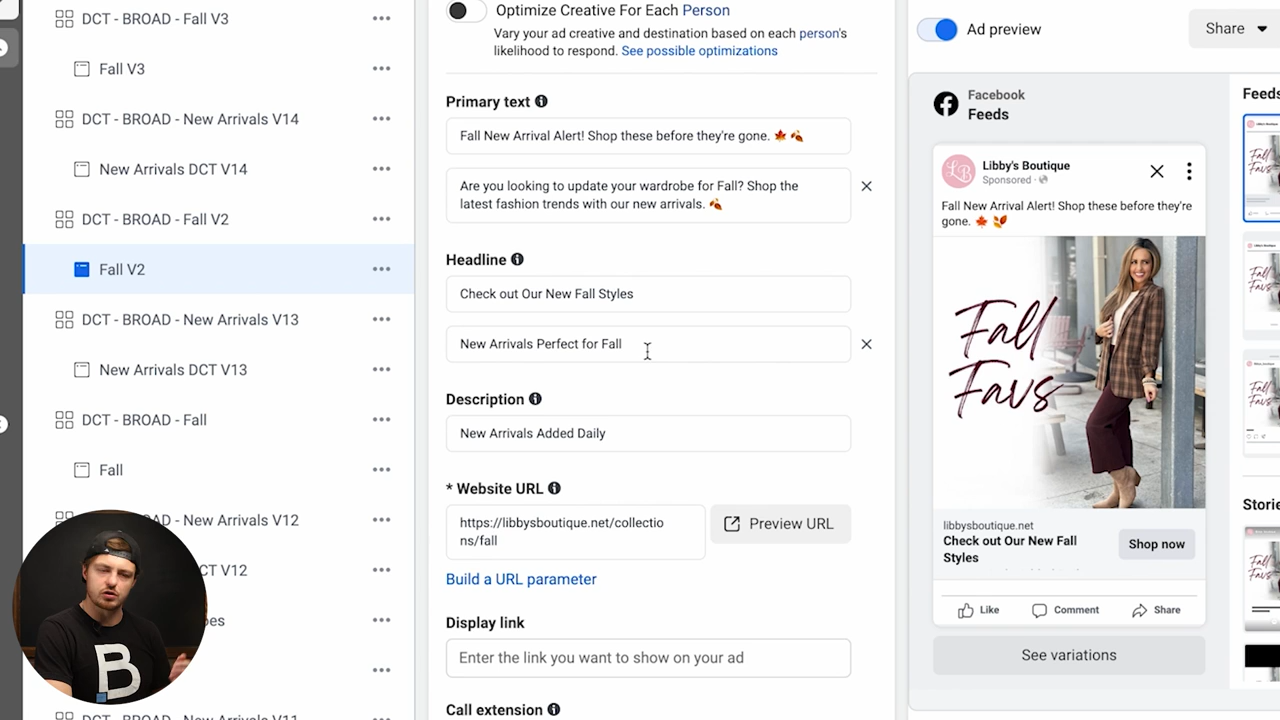 DCT - BROAD - Fall V3
Fall V3
DCT - BROAD - New Arrivals V14
New Arrivals DCT V14
DCT - BROAD - Fall V2
Fall V2
DCT - BROAD - New Arrivals V13
New Arrivals DCT V13
DCT - BROAD - Fall
Fall
- New Arrivals V12
CT V12
DCT - BROAD - New Arrivals V11
B
Optimize Creative For Each Person
Vary your ad creative and destination based on each person's
likelihood to respond. See possible optimizations
Primary text
Fall New Arrival Alert! Shop these before they're gone. 🍁 🍂
Are you looking to update your wardrobe for Fall? Shop the
latest fashion trends with our new arrivals. 🍂
Headline
Check out Our New Fall Styles
New Arrivals Perfect for Fall
Description
New Arrivals Added Daily
* Website URL
https://libbysboutique.net/collectio
ns/fall
Preview URL
Build a URL parameter
Display link
Enter the link you want to show on your ad
Call extension
Ad preview
Share
Facebook
Feeds
LB
Libby's Boutique
Sponsored ·
Fall New Arrival Alert! Shop these before they're
gone. 🍁 🍂
Fall
Favs
libbysboutique.net
Check out Our New Fall
Styles
Shop now
Like
Comment
Share
See variations
Feeds